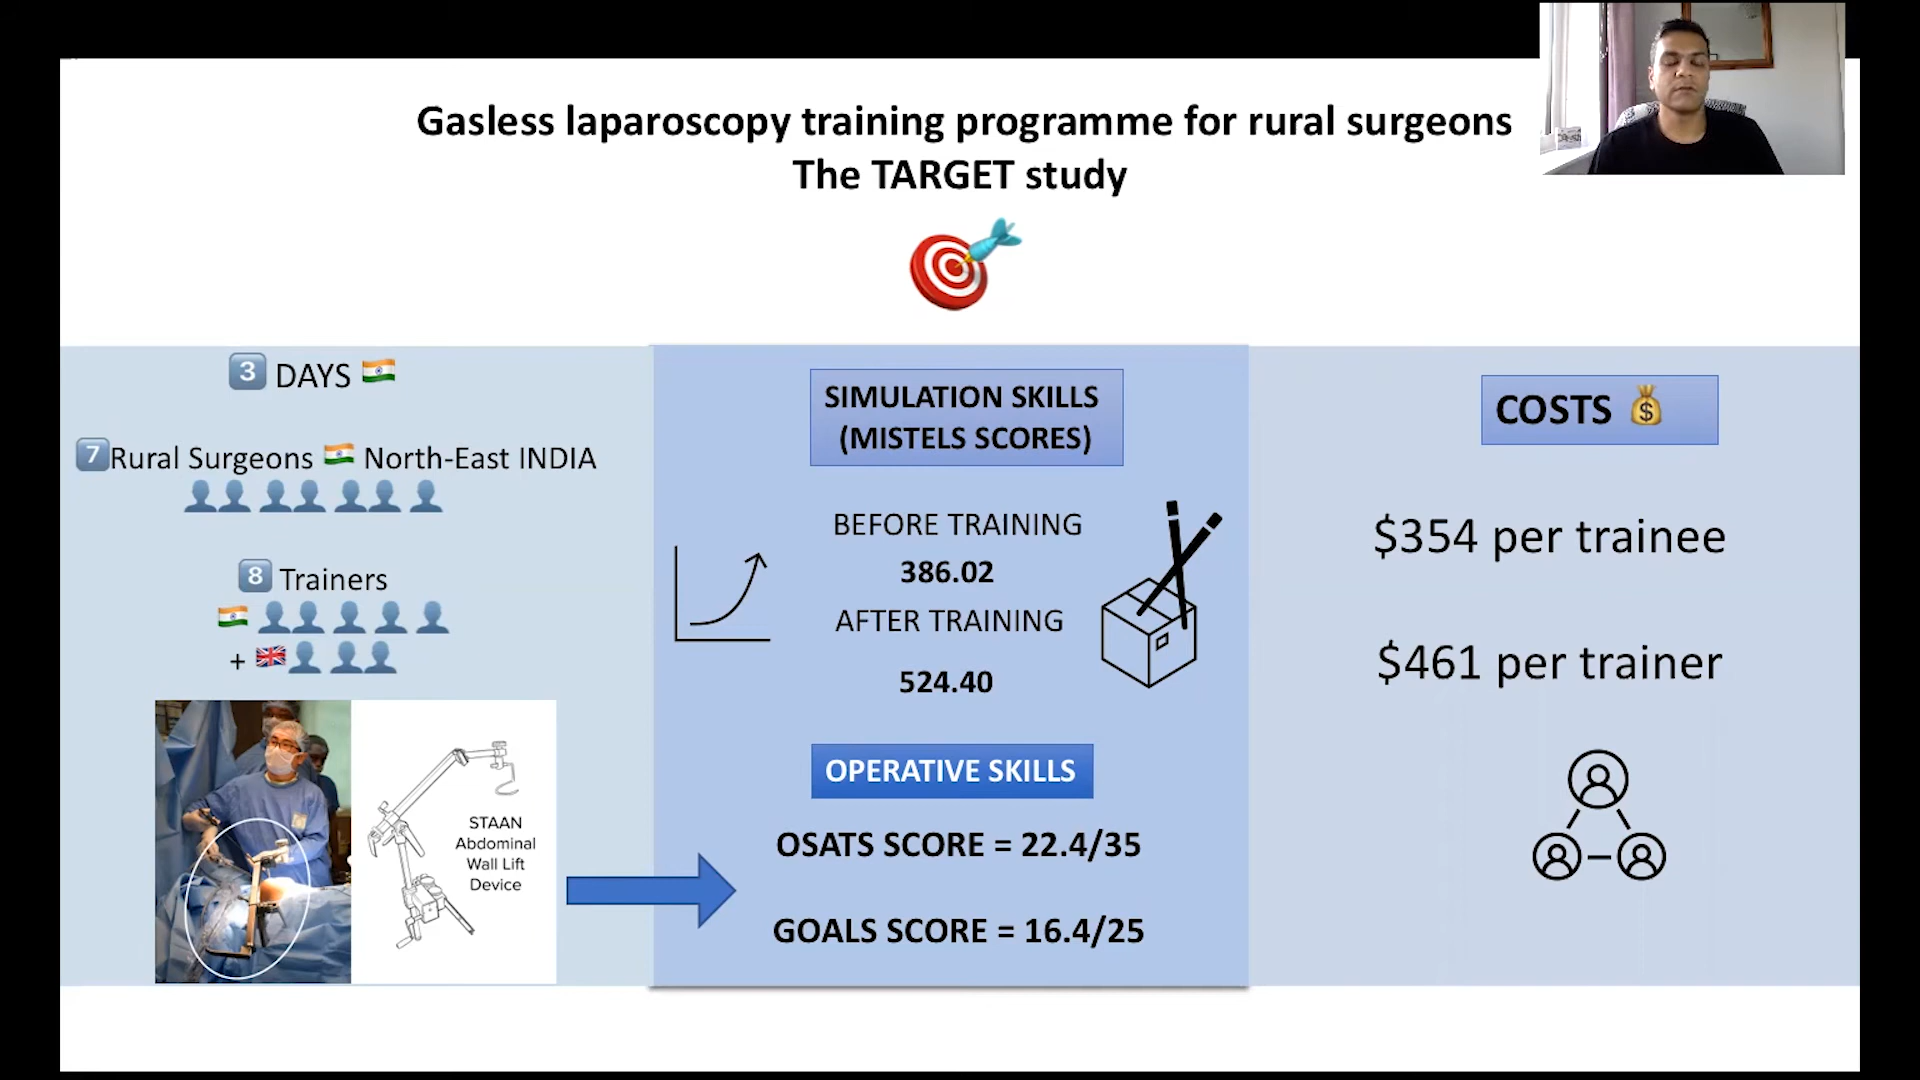 Gasless laparoscopy training programme for rural surgeons
The TARGET study
3 DAYS
7 Rural Surgeons North-East INDIA
8 Trainers
+
STAAN
Abdominal
Wall Lift
Device
SIMULATION SKILLS
(MISTELS SCORES)
BEFORE TRAINING
386.02
AFTER TRAINING
524.40
OPERATIVE SKILLS
OSATS SCORE = 22.4/35
GOALS SCORE = 16.4/25
COSTS
$354 per trainee
$461 per trainer